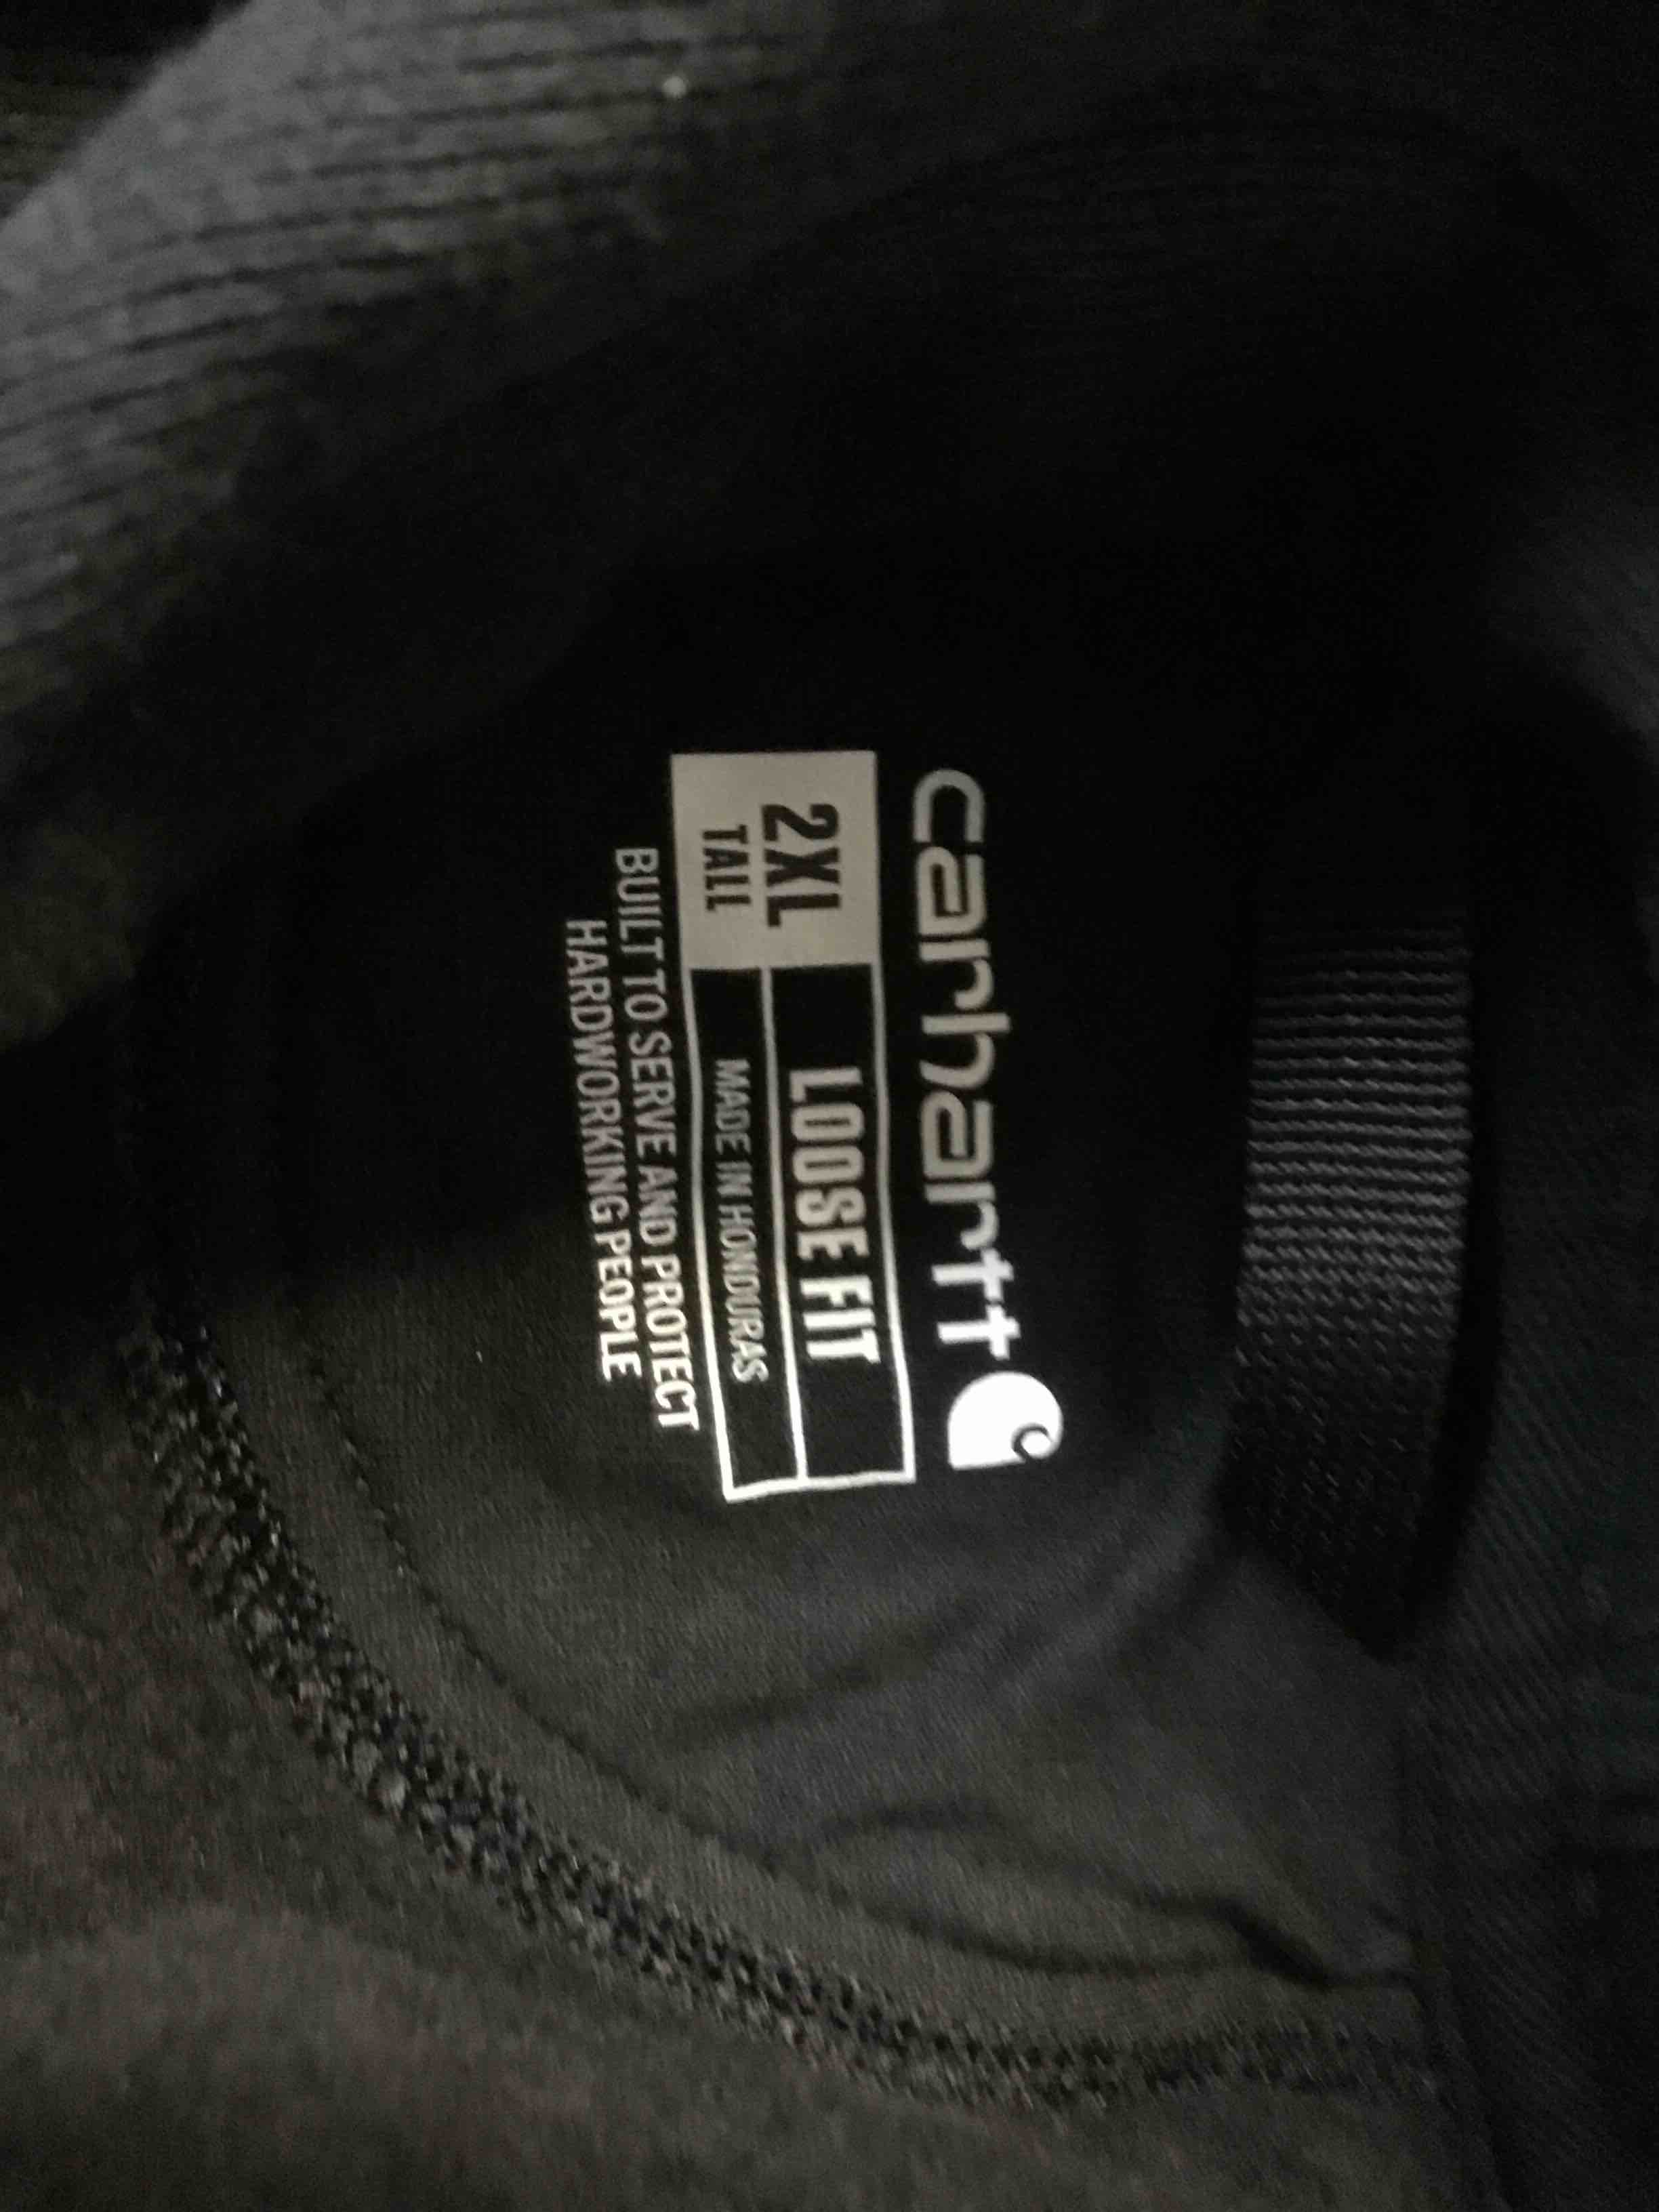 carhartt
2XL
TALL
LOOSE FIT
MADE IN HONDURAS
BUILT TO SERVE AND PROTECT
HARDWORKING PEOPLE